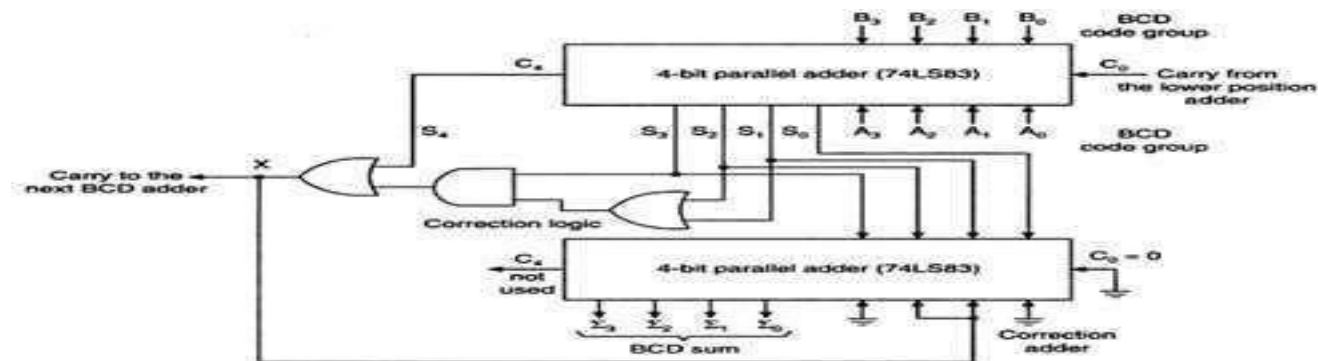 B₃ B₂ B₁ B₀ BCD
code group
C₄ 4-bit parallel adder (74LS83) C₀ Carry from
the lower position
adder
S₄ S₃ S₂ S₁ S₀ A₃ A₂ A₁ A₀ BCD
code group
X
Carry to the
next BCD adder
Correction logic
C₄ 4-bit parallel adder (74LS83) C₀ = 0
not
used
Σ₃ Σ₂ Σ₁ Σ₀ Correction
adder
BCD sum